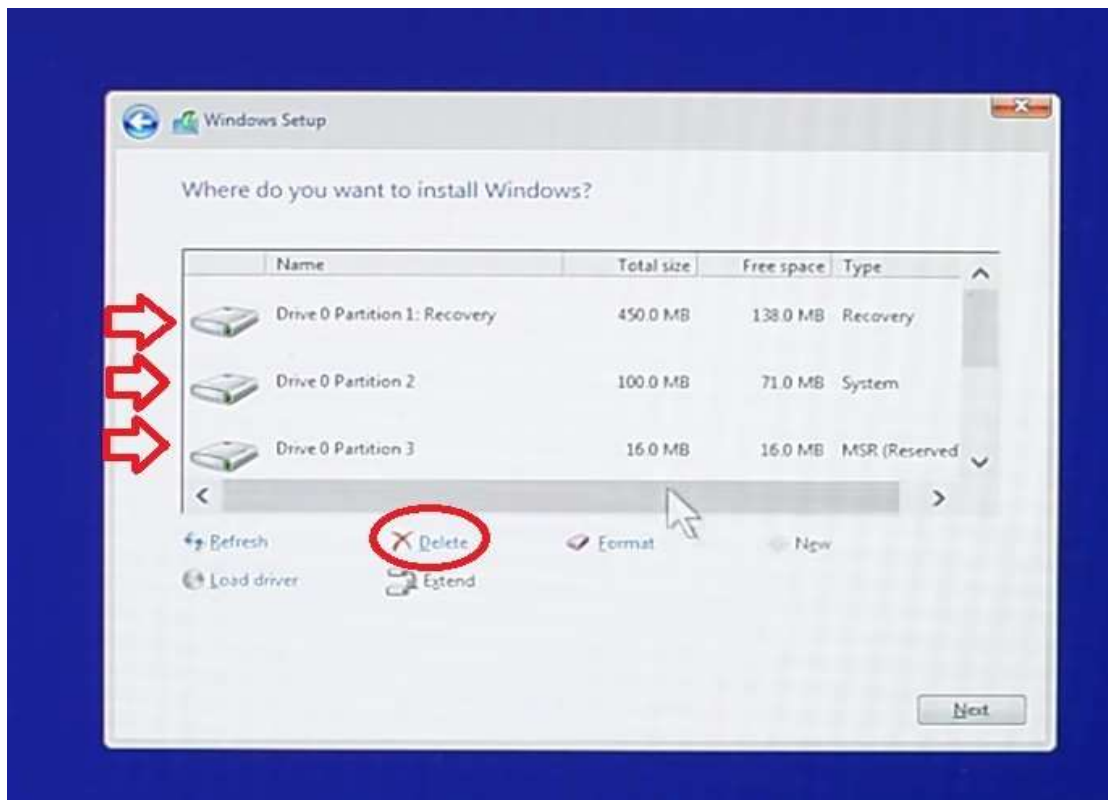 Windows Setup
Where do you want to install Windows?
Name Total size Free space Type
Drive 0 Partition 1: Recovery 450.0 MB 138.0 MB Recovery
Drive 0 Partition 2 100.0 MB 71.0 MB System
Drive 0 Partition 3 16.0 MB 16.0 MB MSR (Reserved
Refresh Delete Format New
Load driver Extend
Next